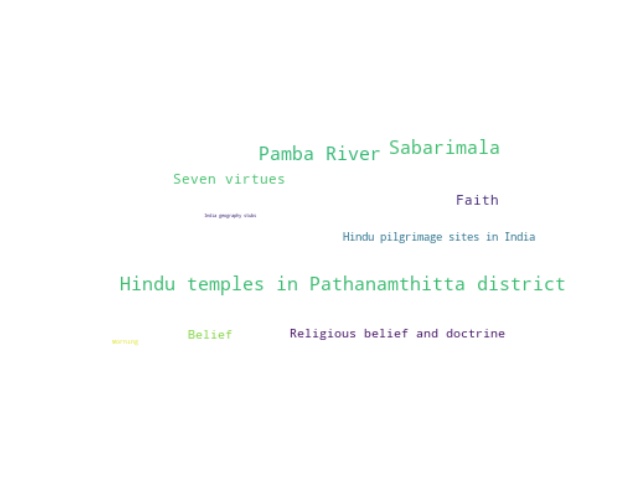 Sabarimala
Pamba River
Seven virtues
Faith
India geography stubs
Hindu pilgrimage sites in India
Hindu temples in Pathanamthitta district
Religious belief and doctrine
Belief